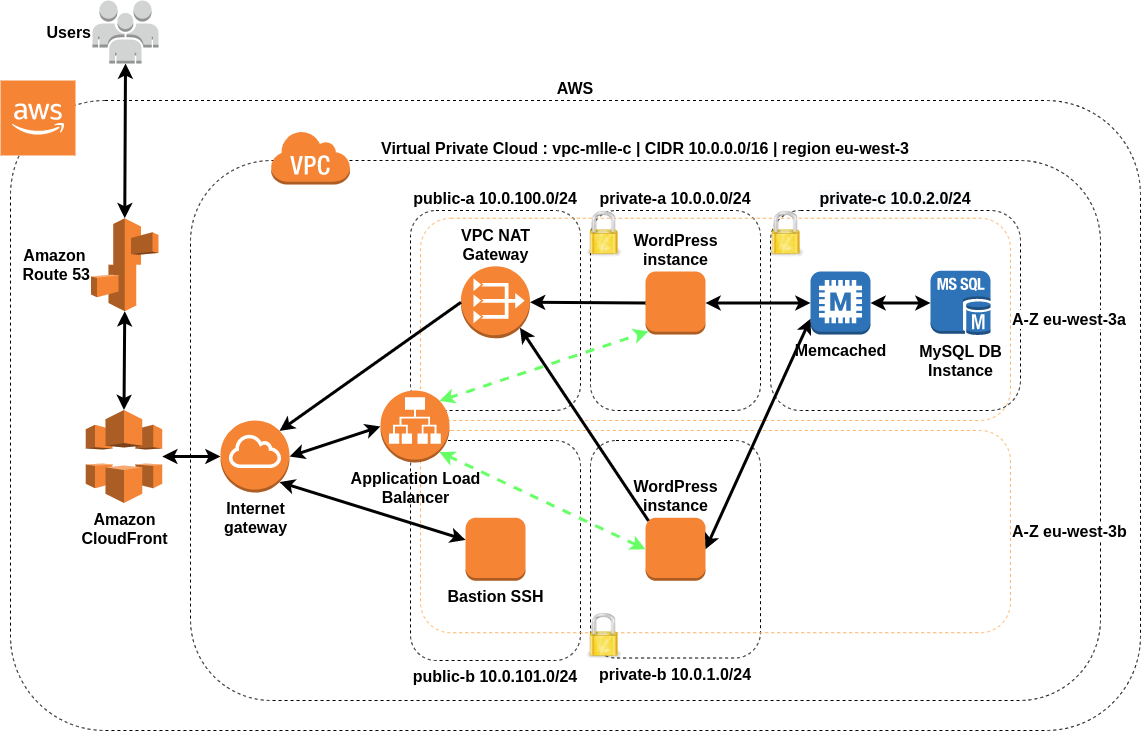 Users
aws
AWS
VPC
Virtual Private Cloud : vpc-mlle-c | CIDR 10.0.0.0/16 | region eu-west-3
public-a 10.0.100.0/24
private-a 10.0.0.0/24
private-c 10.0.2.0/24
VPC NAT
Gateway
WordPress
instance
Amazon
Route 53
M
MS SQL
M
A-Z eu-west-3a
Memcached
MySQL DB
Instance
Application Load
Balancer
WordPress
instance
Internet
gateway
Amazon
CloudFront
A-Z eu-west-3b
Bastion SSH
public-b 10.0.101.0/24
private-b 10.0.1.0/24